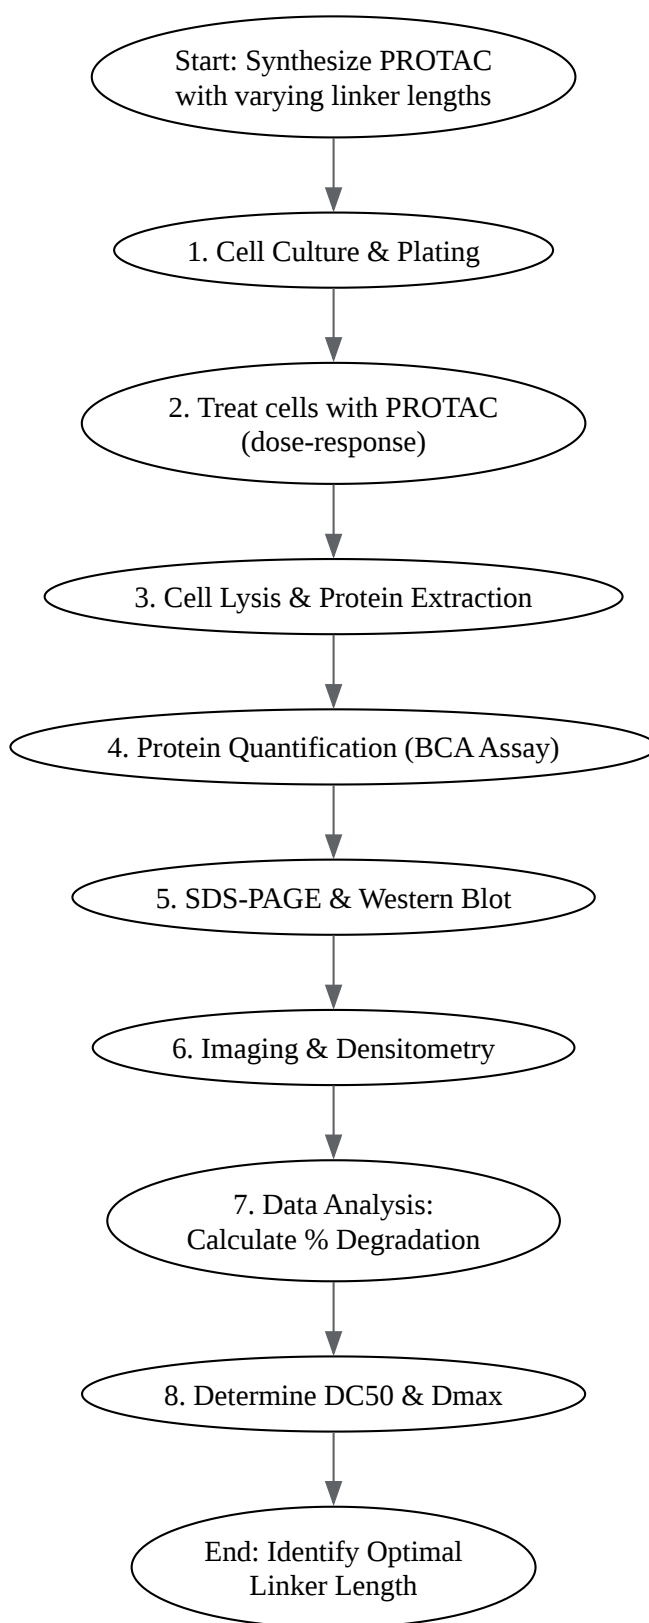 Start: Synthesize PROTAC
with varying linker lengths
1. Cell Culture & Plating
2. Treat cells with PROTAC
(dose-response)
3. Cell Lysis & Protein Extraction
4. Protein Quantification (BCA Assay)
5. SDS-PAGE & Western Blot
6. Imaging & Densitometry
7. Data Analysis:
Calculate % Degradation
8. Determine DC50 & Dmax
End: Identify Optimal
Linker Length